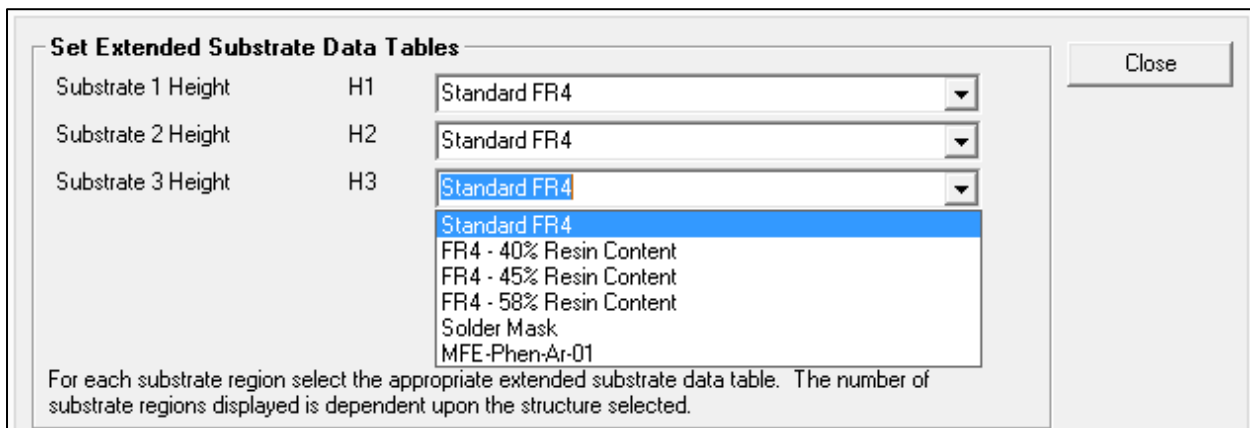 Set Extended Substrate Data Tables
Close
Substrate 1 Height H1 Standard FR4
Substrate 2 Height H2 Standard FR4
Substrate 3 Height H3 Standard FR4
Standard FR4
FR4 - 40% Resin Content
FR4 - 45% Resin Content
FR4 - 58% Resin Content
Solder Mask
MFE-Phen-Ar-01
For each substrate region select the appropriate extended substrate data table. The number of
substrate regions displayed is dependent upon the structure selected.